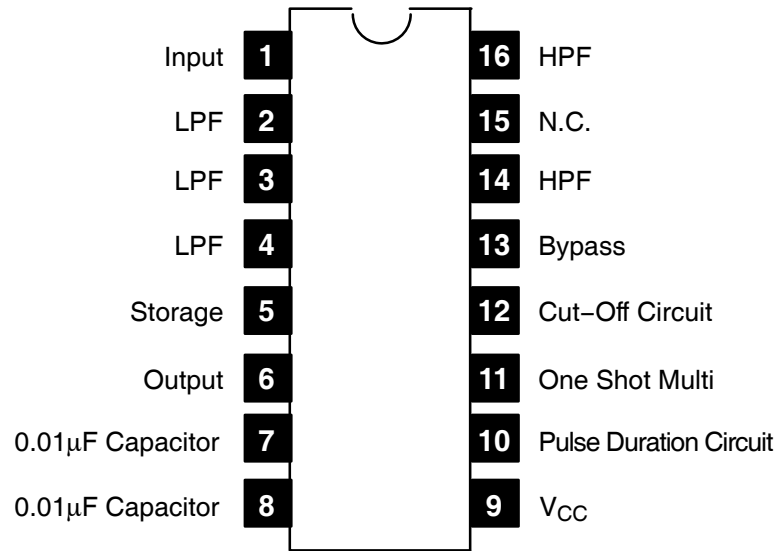 Input 1 16 HPF
LPF 2 15 N.C.
LPF 3 14 HPF
LPF 4 13 Bypass
Storage 5 12 Cut−Off Circuit
Output 6 11 One Shot Multi
0.01μF Capacitor 7 10 Pulse Duration Circuit
0.01μF Capacitor 8 9 VCC